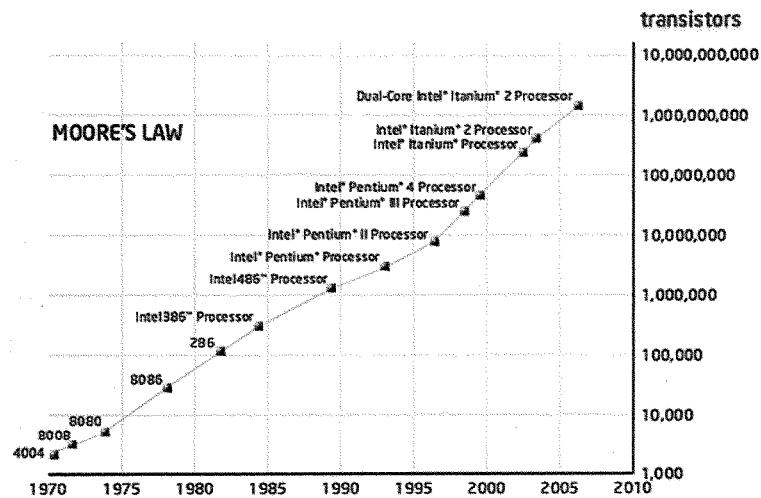 transistors
10,000,000,000
Dual-Core Intel® Itanium® 2 Processor
1,000,000,000
MOORE'S LAW
Intel® Itanium® 2 Processor
Intel® Itanium® Processor
100,000,000
Intel® Pentium® 4 Processor
Intel® Pentium® III Processor
Intel® Pentium® II Processor
10,000,000
Intel® Pentium® Processor
Intel486™ Processor
1,000,000
Intel386™ Processor
286
100,000
8086
8080
10,000
8008
4004
1,000
1970 1975 1980 1985 1990 1995 2000 2005 2010